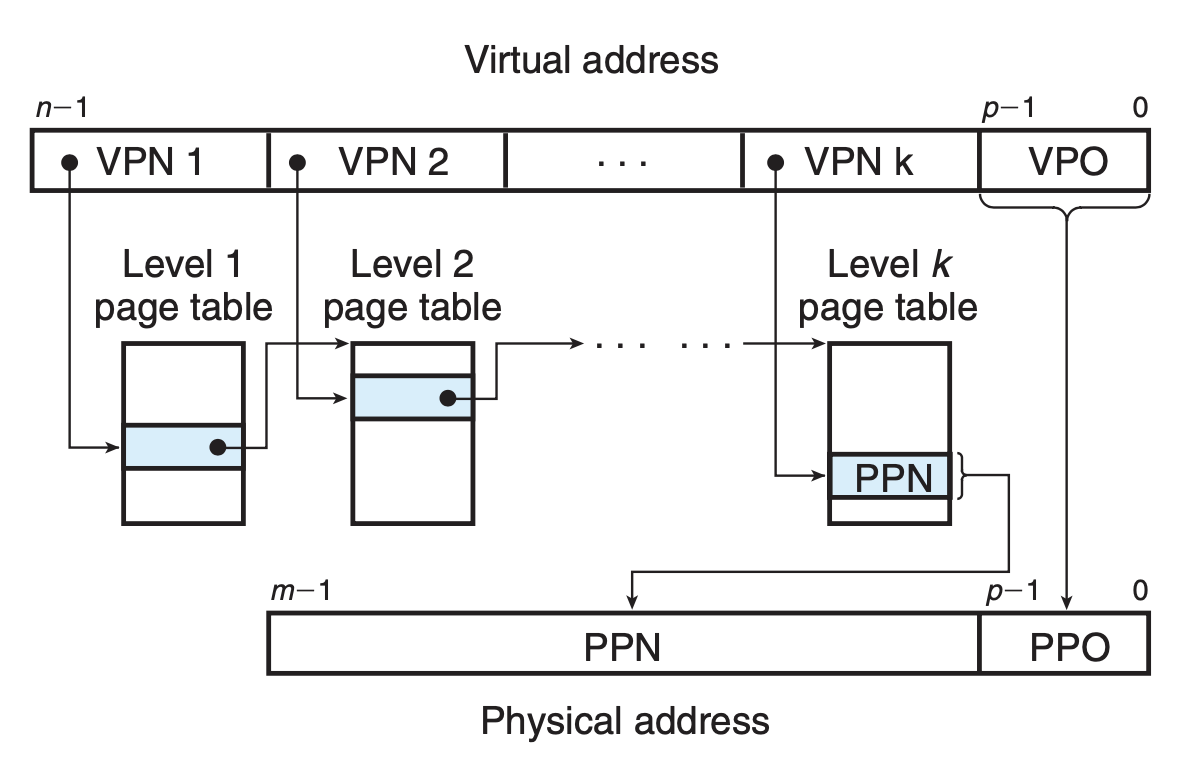 Virtual address
n−1 p−1 0
VPN 1 VPN 2 · · · VPN k VPO
Level 1 Level 2 Level k
page table page table page table
· · · · · ·
PPN
m−1 p−1 0
PPN PPO
Physical address